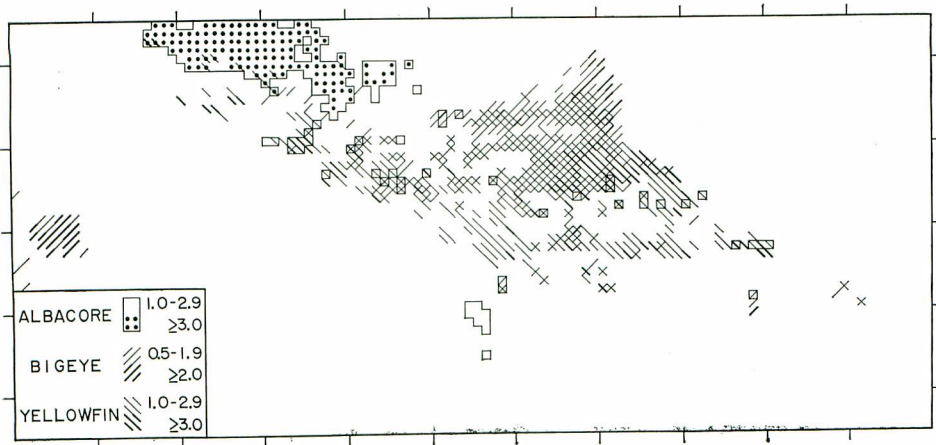 ALBACORE 1.0-2.9
≥3.0
BIGEYE 0.5-1.9
≥2.0
YELLOWFIN 1.0-2.9
≥3.0